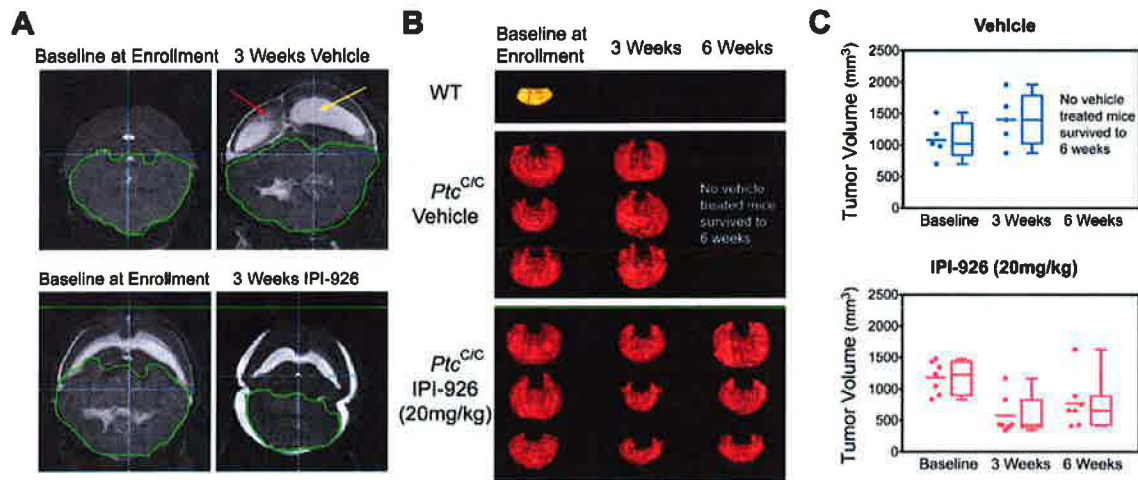 A
Baseline at Enrollment
3 Weeks Vehicle
Baseline at Enrollment
3 Weeks IPI-926
B
Baseline at
Enrollment
3 Weeks
6 Weeks
WT
Ptc^C/C
Vehicle
No vehicle
treated mice
survived to
6 weeks
Ptc^C/C
IPI-926
(20mg/kg)
C
Vehicle
Tumor Volume (mm³)
2500
2000
1500
1000
500
0
No vehicle
treated mice
survived to
6 weeks
Baseline
3 Weeks
6 Weeks
IPI-926 (20mg/kg)
Tumor Volume (mm³)
2500
2000
1500
1000
500
0
Baseline
3 Weeks
6 Weeks